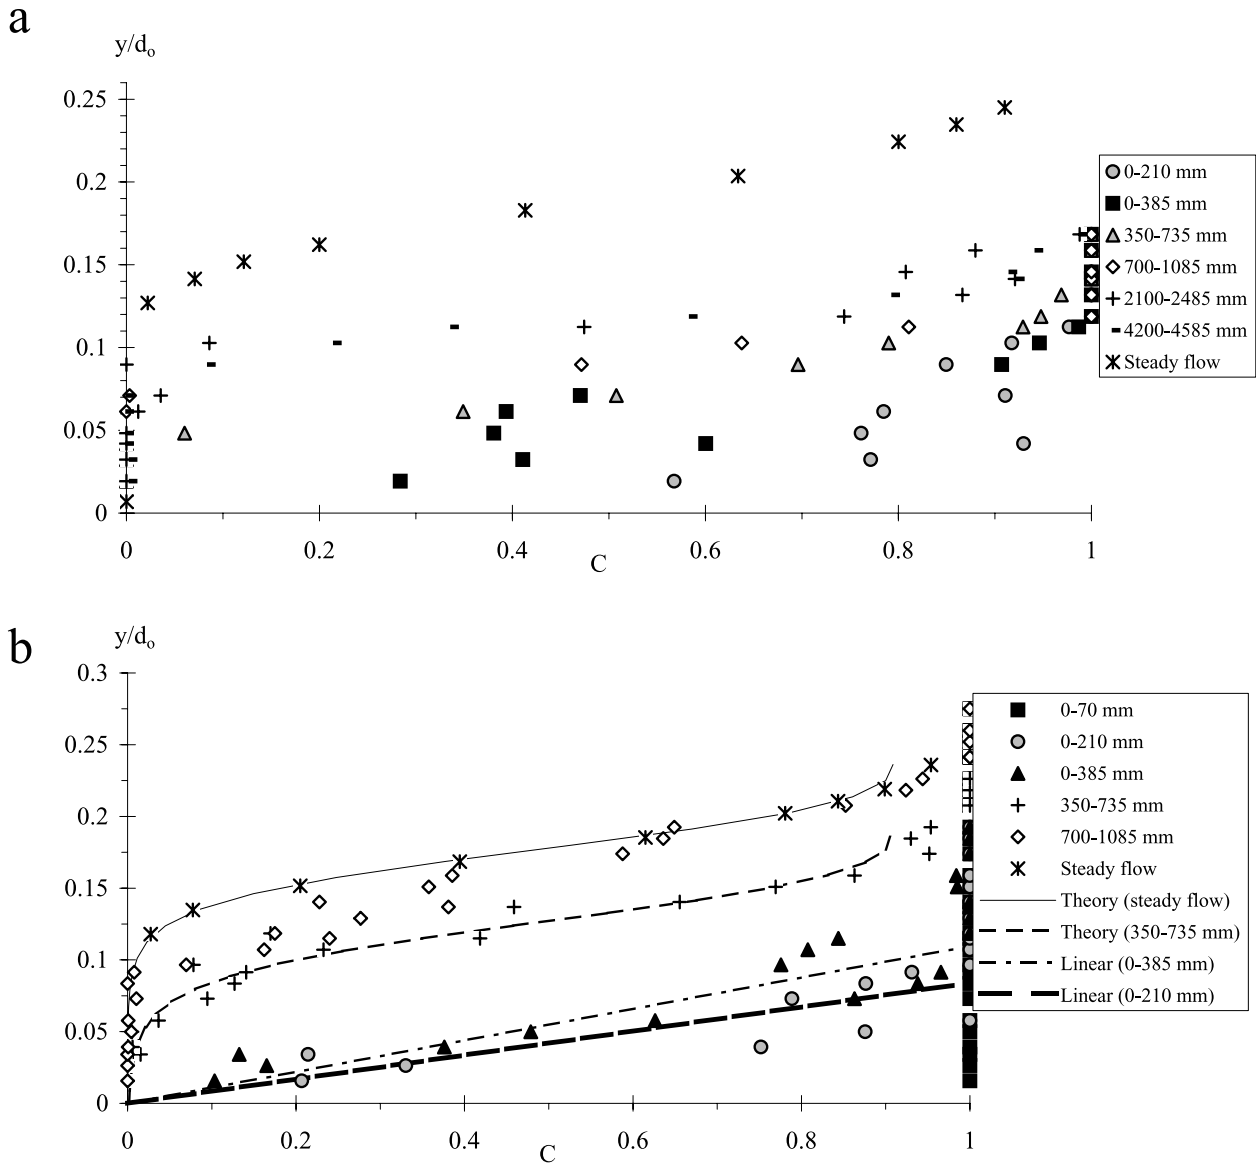 a
y/do
0.25
0.2
0.15
0.1
0.05
0
0 0.2 0.4 0.6 0.8 1
C
0-210 mm
0-385 mm
350-735 mm
700-1085 mm
2100-2485 mm
4200-4585 mm
Steady flow
b
y/do
0.3
0.25
0.2
0.15
0.1
0.05
0
0 0.2 0.4 0.6 0.8 1
C
0-70 mm
0-210 mm
0-385 mm
350-735 mm
700-1085 mm
Steady flow
Theory (steady flow)
Theory (350-735 mm)
Linear (0-385 mm)
Linear (0-210 mm)